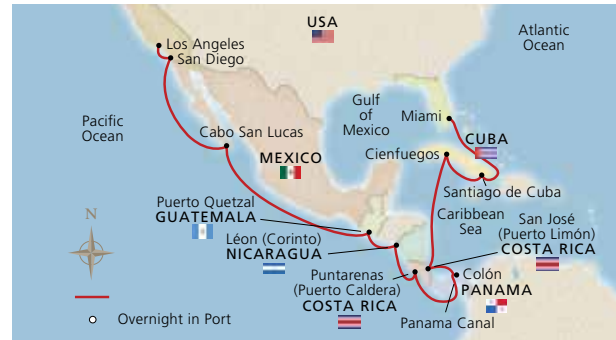 USA
Atlantic
Ocean
Los Angeles
San Diego
Gulf
of
Mexico
Miami
Pacific
Ocean
Cabo San Lucas
MEXICO
Cienfuegos
CUBA
Santiago de Cuba
Puerto Quetzal
GUATEMALA
Caribbean
Sea
San José
(Puerto Limón)
COSTA RICA
Léon (Corinto)
NICARAGUA
Puntarenas
(Puerto Caldera)
COSTA RICA
Colón
PANAMA
Panama Canal
N
Overnight in Port